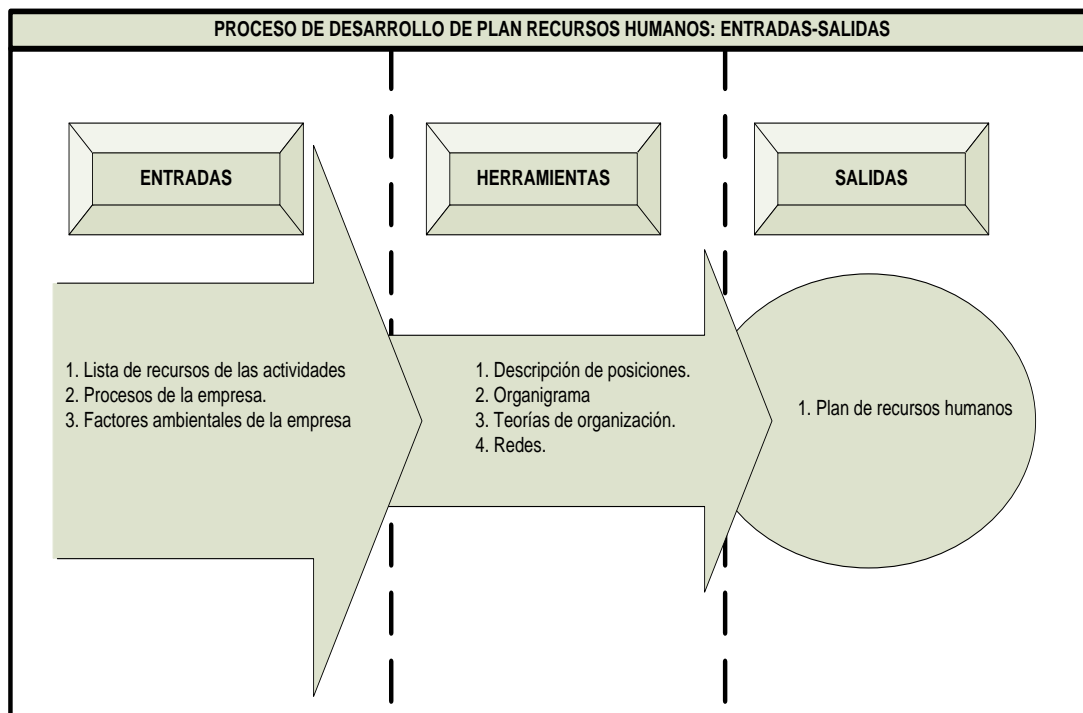 PROCESO DE DESARROLLO DE PLAN RECURSOS HUMANOS: ENTRADAS-SALIDAS
ENTRADAS
HERRAMIENTAS
SALIDAS
1. Lista de recursos de las actividades
2. Procesos de la empresa.
3. Factores ambientales de la empresa
1. Descripción de posiciones.
2. Organigrama
3. Teorías de organización.
4. Redes.
1. Plan de recursos humanos